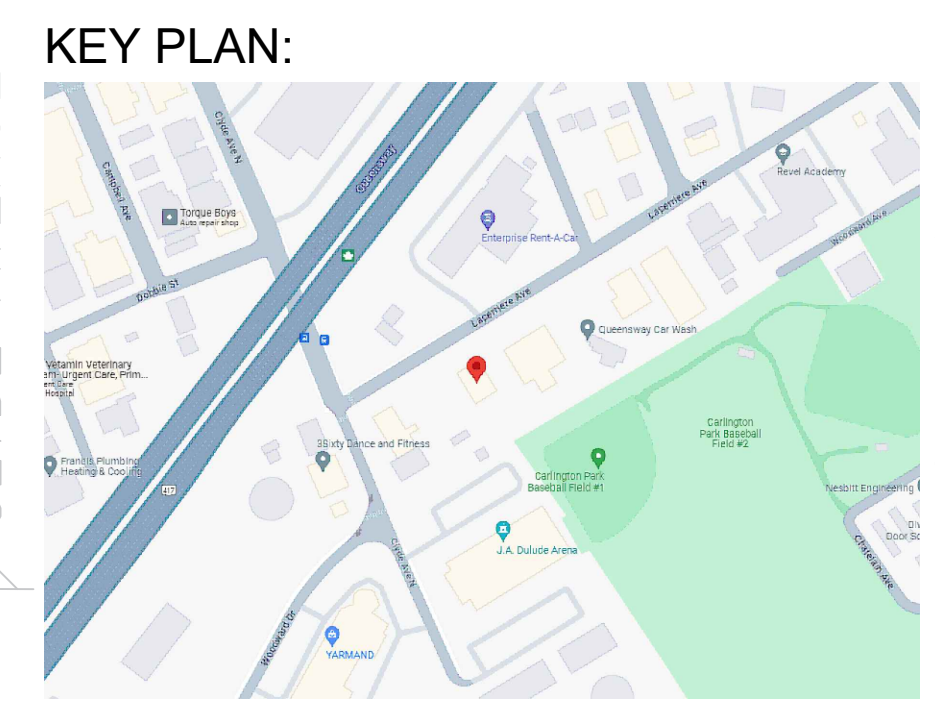 KEY PLAN:
Clyde Ave N
Campbell Ave
Queensway
Revel Academy
Torque Boys
Auto repair shop
Laperriere Ave
Woodward Ave
Enterprise Rent-A-Car
Dobbie St
Laperriere Ave
Queensway Car Wash
Vetamin Veterinary
Urgent Care, Prim...
Hospital
Carlington
Park Baseball
Field #2
3Sixty Dance and Fitness
Francis Plumbing
Heating & Cooling
Carlington Park
Baseball Field #1
417
Nesbitt Engineering
Door
J.A. Dulude Arena
Clyde Ave N
Chatelain Ave
Woodward Dr
YARMAND